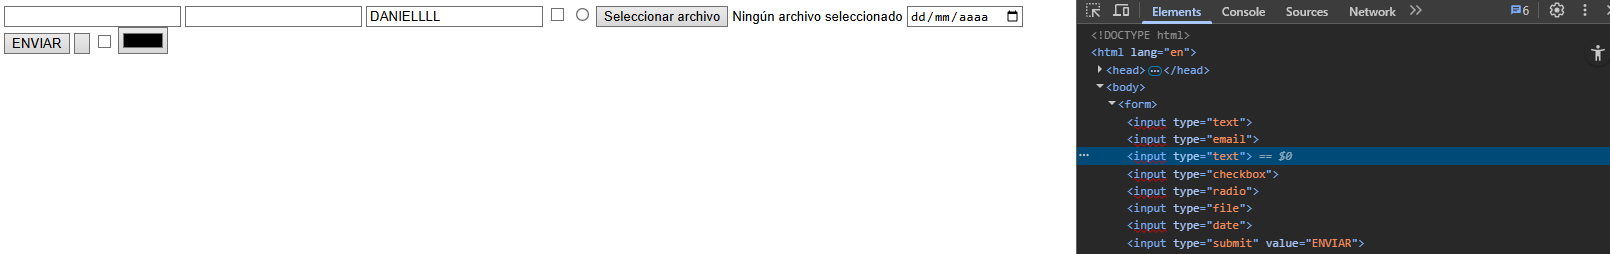 DANIELLLL Seleccionar archivo Ningún archivo seleccionado dd/mm/aaaa
ENVIAR
Elements Console Sources Network 6
<!DOCTYPE html>
<html lang="en">
<head> ··· </head>
<body>
<form>
<input type="text">
<input type="email">
··· <input type="text"> == $0
<input type="checkbox">
<input type="radio">
<input type="file">
<input type="date">
<input type="submit" value="ENVIAR">